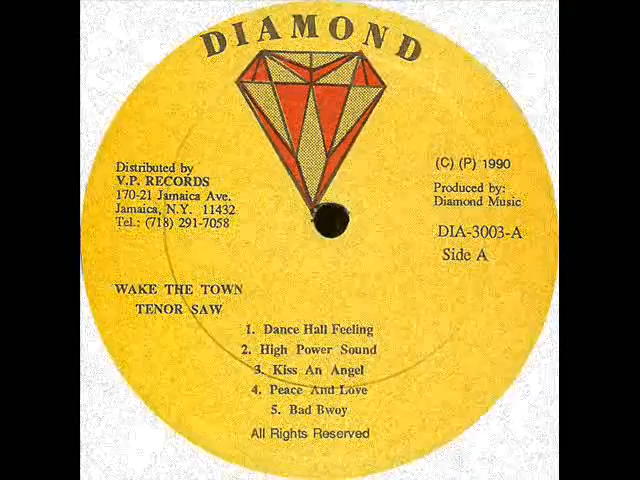 DIAMOND
Distributed by
V.P. RECORDS
170-21 Jamaica Ave.
Jamaica, N.Y. 11432
Tel.: (718) 291-7058
(C) (P) 1990
Produced by:
Diamond Music
DIA-3003-A
Side A
WAKE THE TOWN
TENOR SAW
1. Dance Hall Feeling
2. High Power Sound
3. Kiss An Angel
4. Peace And Love
5. Bad Bwoy
All Rights Reserved